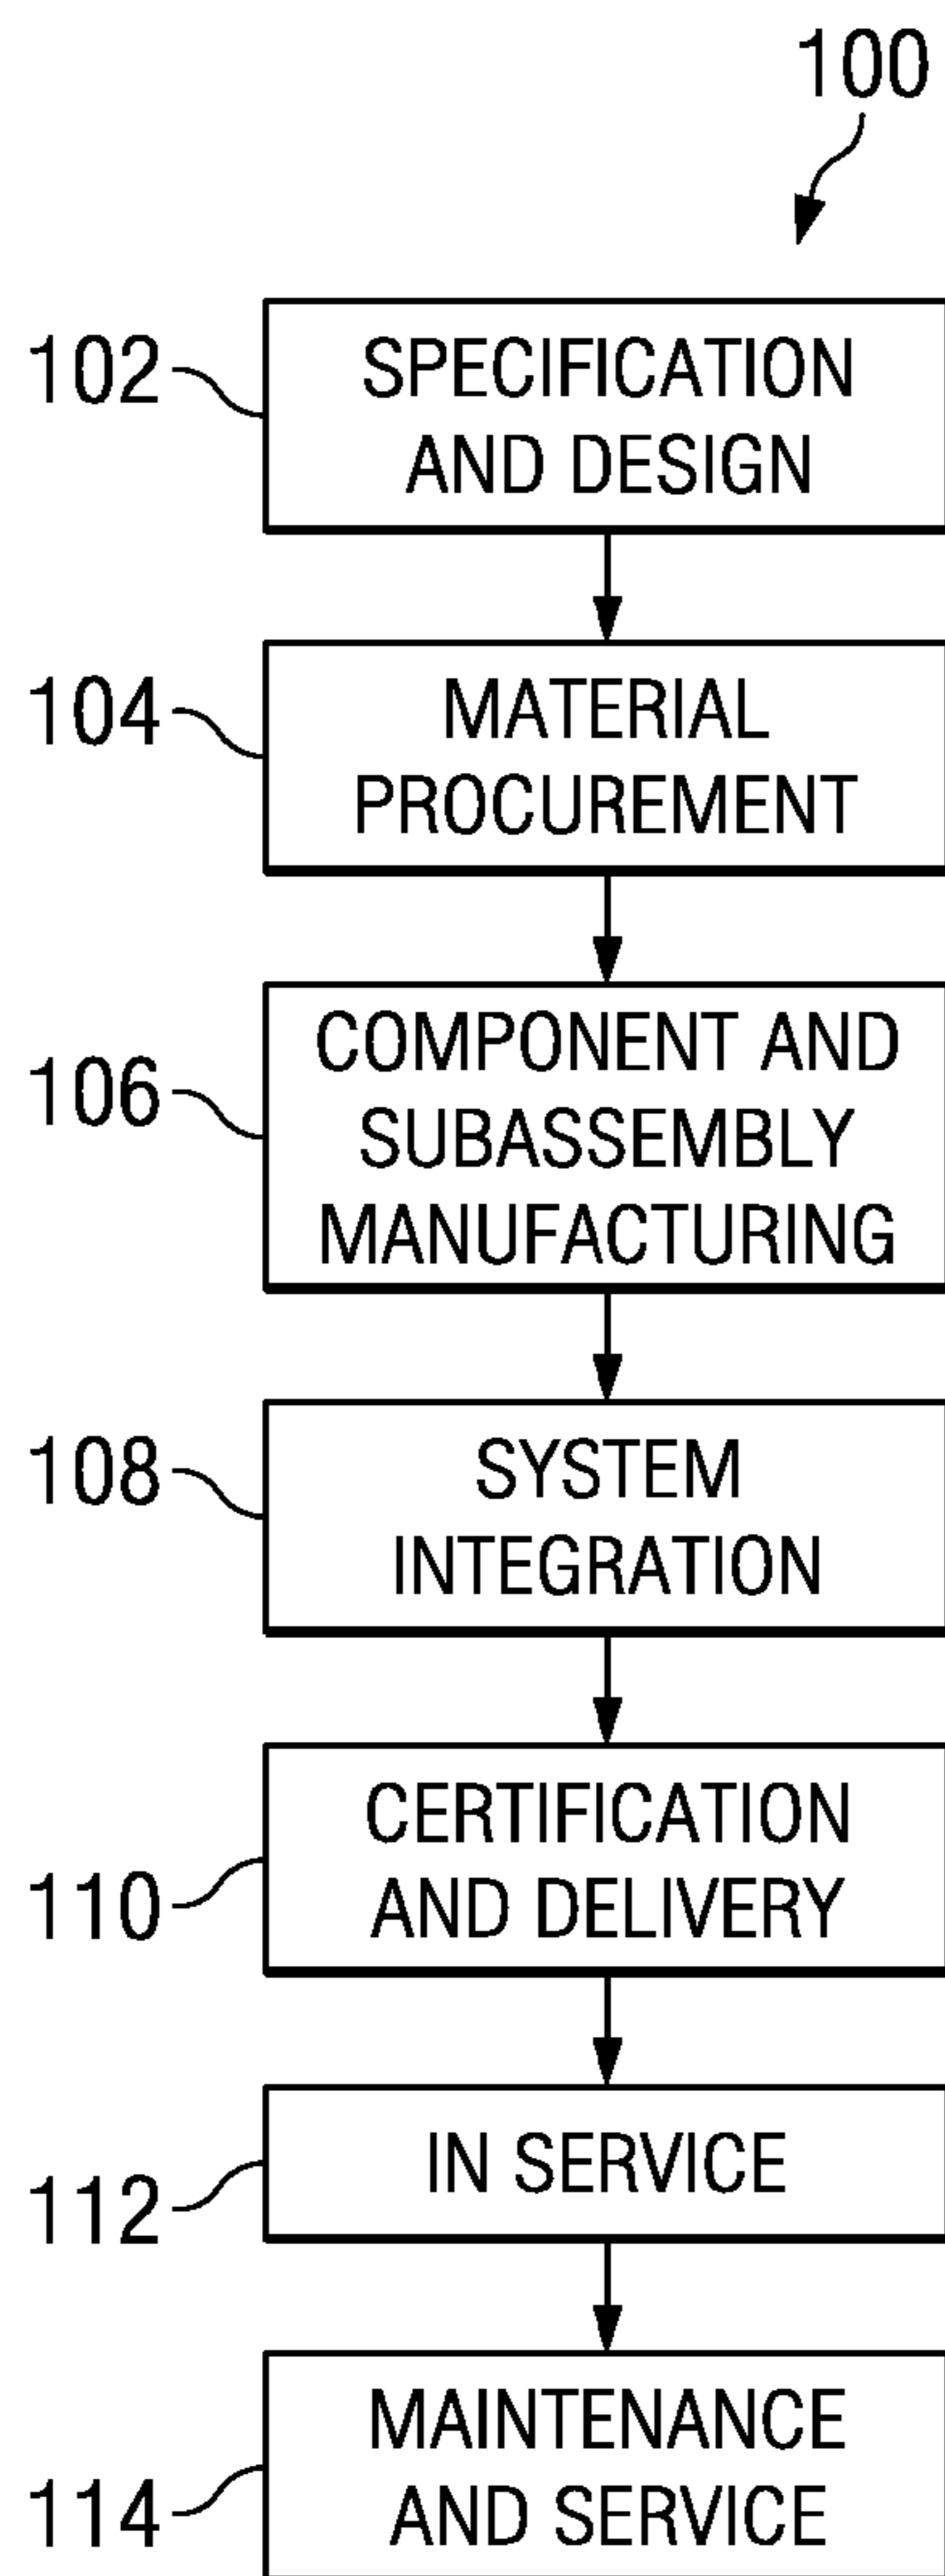 100
102
SPECIFICATION
AND DESIGN
104
MATERIAL
PROCUREMENT
106
COMPONENT AND
SUBASSEMBLY
MANUFACTURING
108
SYSTEM
INTEGRATION
110
CERTIFICATION
AND DELIVERY
112
IN SERVICE
114
MAINTENANCE
AND SERVICE